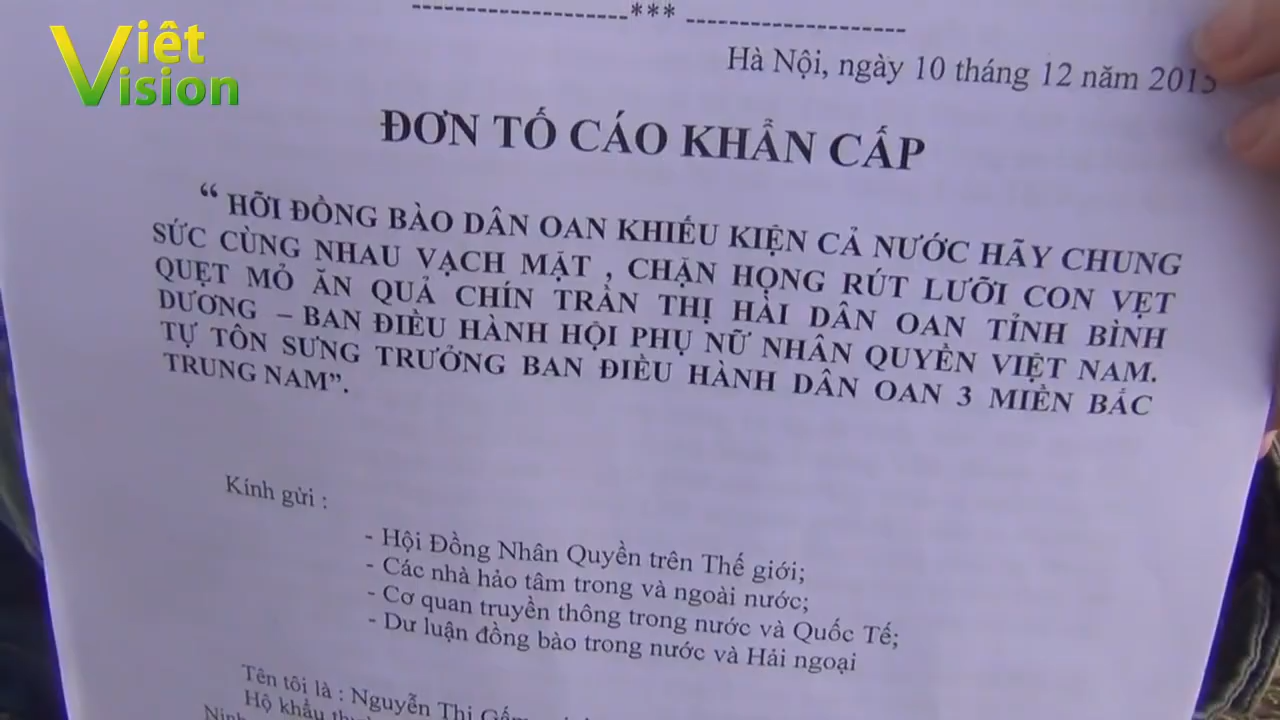 Việt
Vision
-------------------*** -------------------
Hà Nội, ngày 10 tháng 12 năm 2015
ĐƠN TỐ CÁO KHẨN CẤP
“ HỠI ĐỒNG BÀO DÂN OAN KHIẾU KIỆN CẢ NƯỚC HÃY CHUNG
SỨC CÙNG NHAU VẠCH MẶT , CHẶN HỌNG RÚT LƯỠI CON VẸT
QUẸT MỎ ĂN QUẢ CHÍN TRẦN THỊ HÀI DÂN OAN TỈNH BÌNH
DƯƠNG – BAN ĐIỀU HÀNH HỘI PHỤ NỮ NHÂN QUYỀN VIỆT NAM.
TỰ TÔN SƯNG TRƯỞNG BAN ĐIỀU HÀNH DÂN OAN 3 MIỀN BẮC
TRUNG NAM”.
Kính gửi :
- Hội Đồng Nhân Quyền trên Thế giới;
- Các nhà hảo tâm trong và ngoài nước;
- Cơ quan truyền thông trong nước và Quốc Tế;
- Dư luận đồng bào trong nước và Hải ngoại
Tên tôi là : Nguyễn Thị Gấm
Hộ khẩu